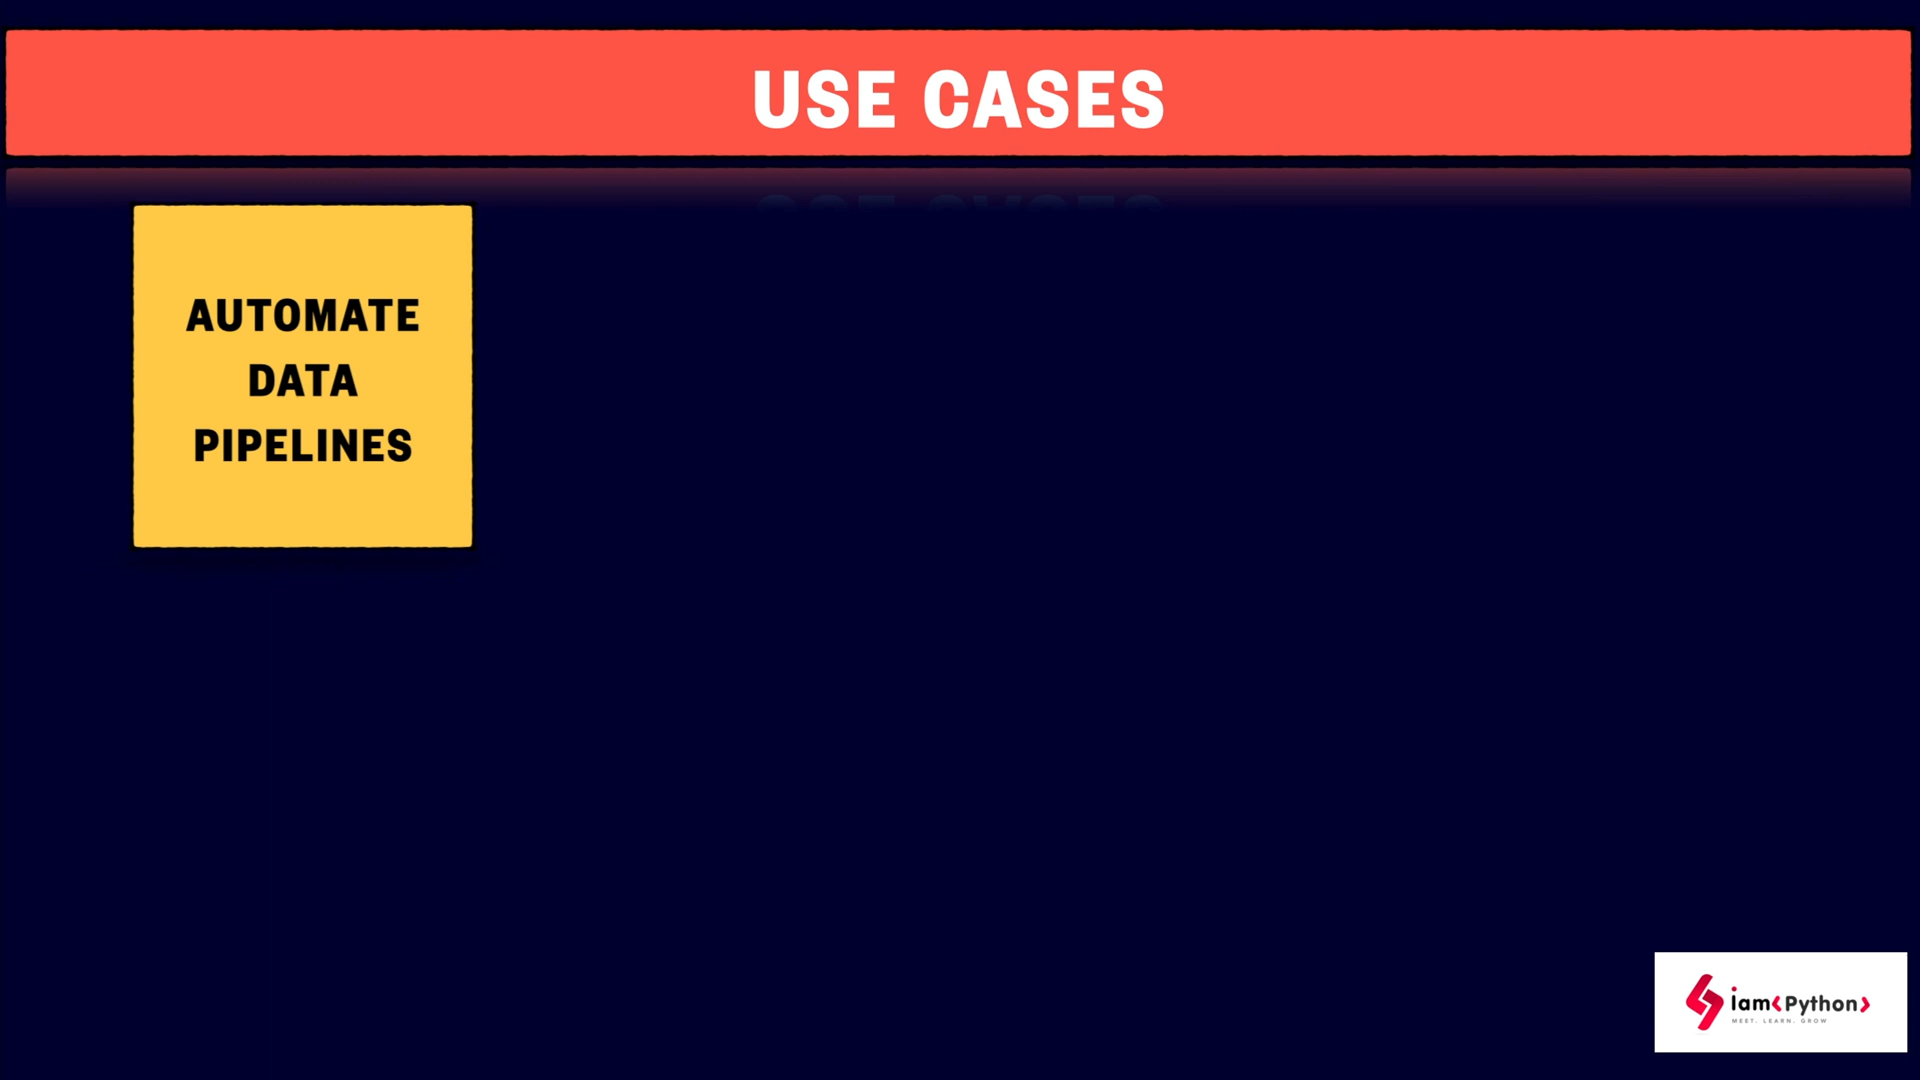 USE CASES
AUTOMATE
DATA
PIPELINES
iam<Python>
MEET. LEARN. GROW